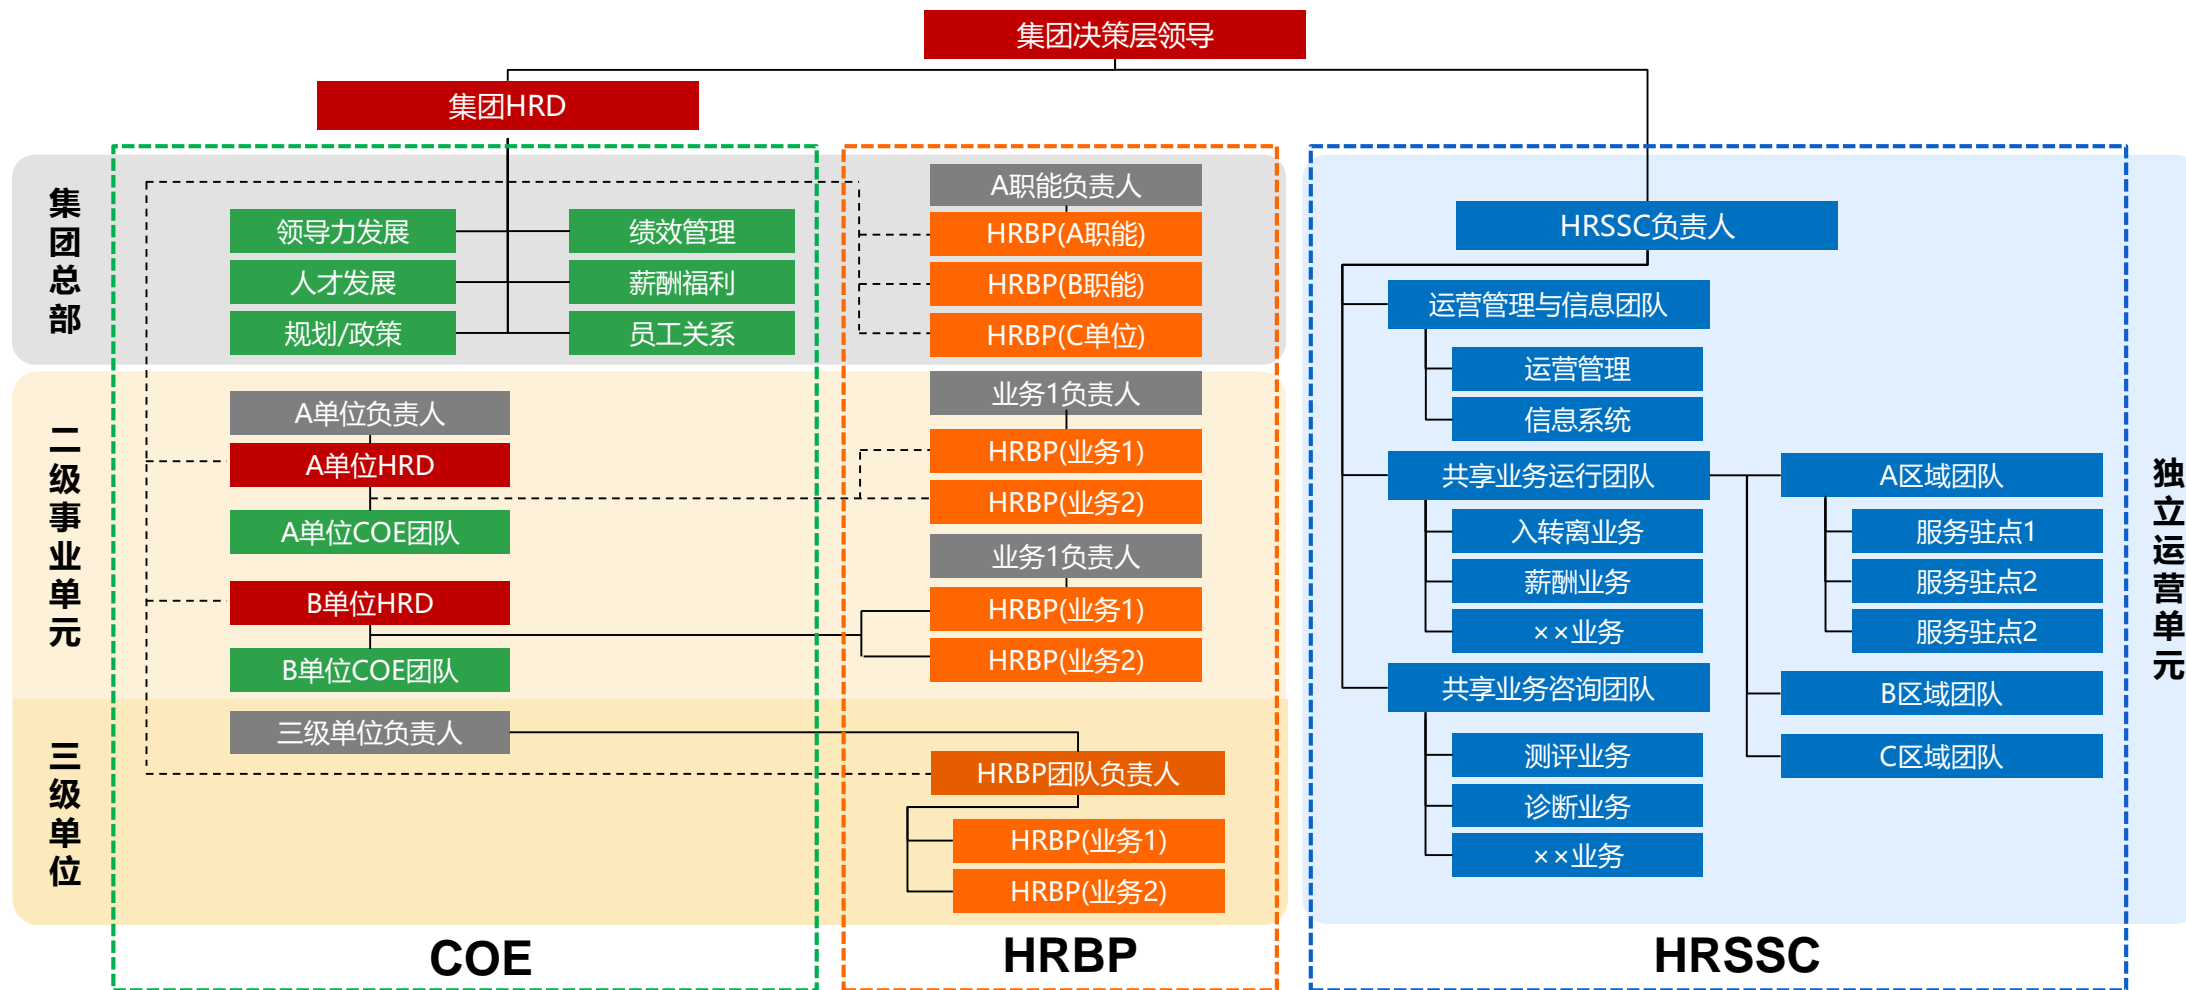 集团决策层领导
集团HRD
集团总部
领导力发展
绩效管理
人才发展
薪酬福利
规划/政策
员工关系
A职能负责人
HRBP(A职能)
HRBP(B职能)
HRBP(C单位)
二级事业单元
A单位负责人
A单位HRD
A单位COE团队
B单位HRD
B单位COE团队
业务1负责人
HRBP(业务1)
HRBP(业务2)
业务1负责人
HRBP(业务1)
HRBP(业务2)
三级单位
三级单位负责人
HRBP团队负责人
HRBP(业务1)
HRBP(业务2)
HRSSC负责人
运营管理与信息团队
运营管理
信息系统
共享业务运行团队
入转离业务
薪酬业务
××业务
共享业务咨询团队
测评业务
诊断业务
××业务
A区域团队
服务驻点1
服务驻点2
服务驻点2
B区域团队
C区域团队
独立运营单元
COE
HRBP
HRSSC